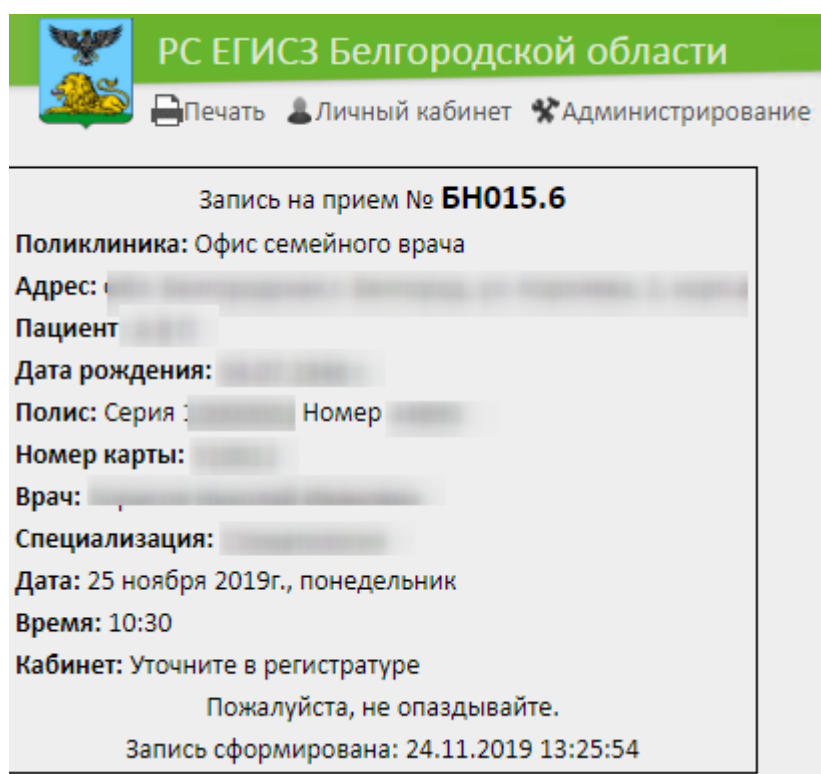 РС ЕГИСЗ Белгородской области
Печать Личный кабинет Администрирование
Запись на прием № БН015.6
Поликлиника: Офис семейного врача
Адрес:
Пациент
Дата рождения:
Полис: Серия Номер
Номер карты:
Врач:
Специализация:
Дата: 25 ноября 2019г., понедельник
Время: 10:30
Кабинет: Уточните в регистратуре
Пожалуйста, не опаздывайте.
Запись сформирована: 24.11.2019 13:25:54